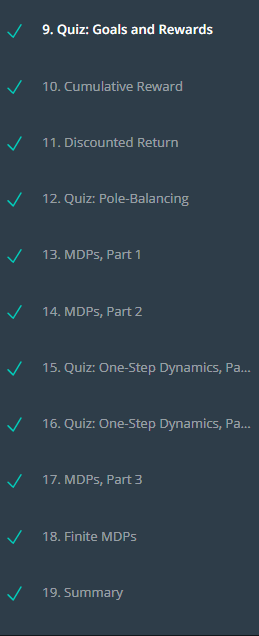 9. Quiz: Goals and Rewards
10. Cumulative Reward
11. Discounted Return
12. Quiz: Pole-Balancing
13. MDPs, Part 1
14. MDPs, Part 2
15. Quiz: One-Step Dynamics, Pa...
16. Quiz: One-Step Dynamics, Pa...
17. MDPs, Part 3
18. Finite MDPs
19. Summary